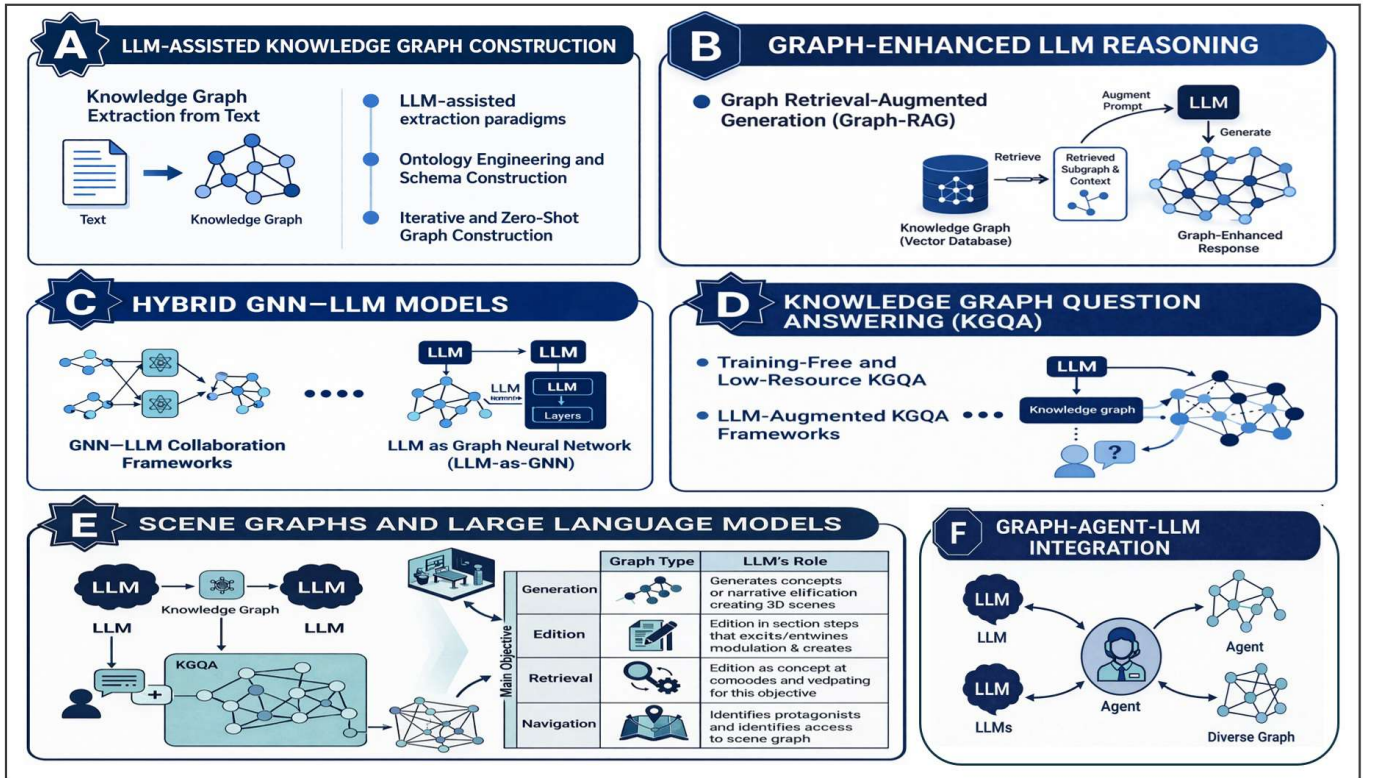 A
LLM-ASSISTED KNOWLEDGE GRAPH CONSTRUCTION
Knowledge Graph
Extraction from Text
Text
Knowledge Graph
LLM-assisted
extraction paradigms
Ontology Engineering and
Schema Construction
Iterative and Zero-Shot
Graph Construction
B
GRAPH-ENHANCED LLM REASONING
Graph Retrieval-Augmented
Generation (Graph-RAG)
Knowledge Graph
(Vector Database)
Retrieve
Retrieved
Subgraph &
Context
Augment
Prompt
LLM
Generate
Graph-Enhanced
Response
C
HYBRID GNN—LLM MODELS
GNN—LLM Collaboration
Frameworks
LLM
LLM
LLM
LLM
Layers
LLM as Graph Neural Network
(LLM-as-GNN)
D
KNOWLEDGE GRAPH QUESTION
ANSWERING (KGQA)
Training-Free and
Low-Resource KGQA
LLM-Augmented KGQA
Frameworks
LLM
Knowledge graph
?
E
SCENE GRAPHS AND LARGE LANGUAGE MODELS
LLM
Knowledge Graph
LLM
LLM
LLM
KGQA
+
Main Objective
Graph Type
LLM's Role
Generation
Generates concepts
or narrative elification
creating 3D scenes
Edition
Edition in section steps
that excits/entwines
modulation & creates
Retrieval
Edition as concept at
comoodes and vedpating
for this objective
Navigation
Identifies protagonists
and identifies access
to scene graph
F
GRAPH-AGENT-LLM
INTEGRATION
LLM
LLM
LLM
LLMs
Agent
Agent
Diverse Graph